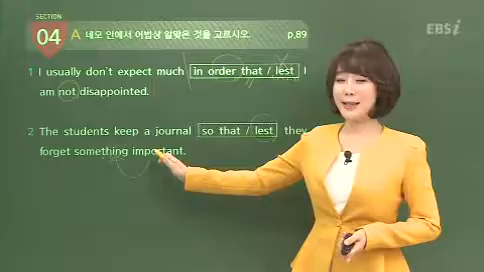 SECTION
04 A 네모 안에서 어법상 알맞은 것을 고르시오. p.89
EBSi
1 I usually don't expect much in order that / lest I
am not disappointed.
2 The students keep a journal so that / lest they
forget something important.